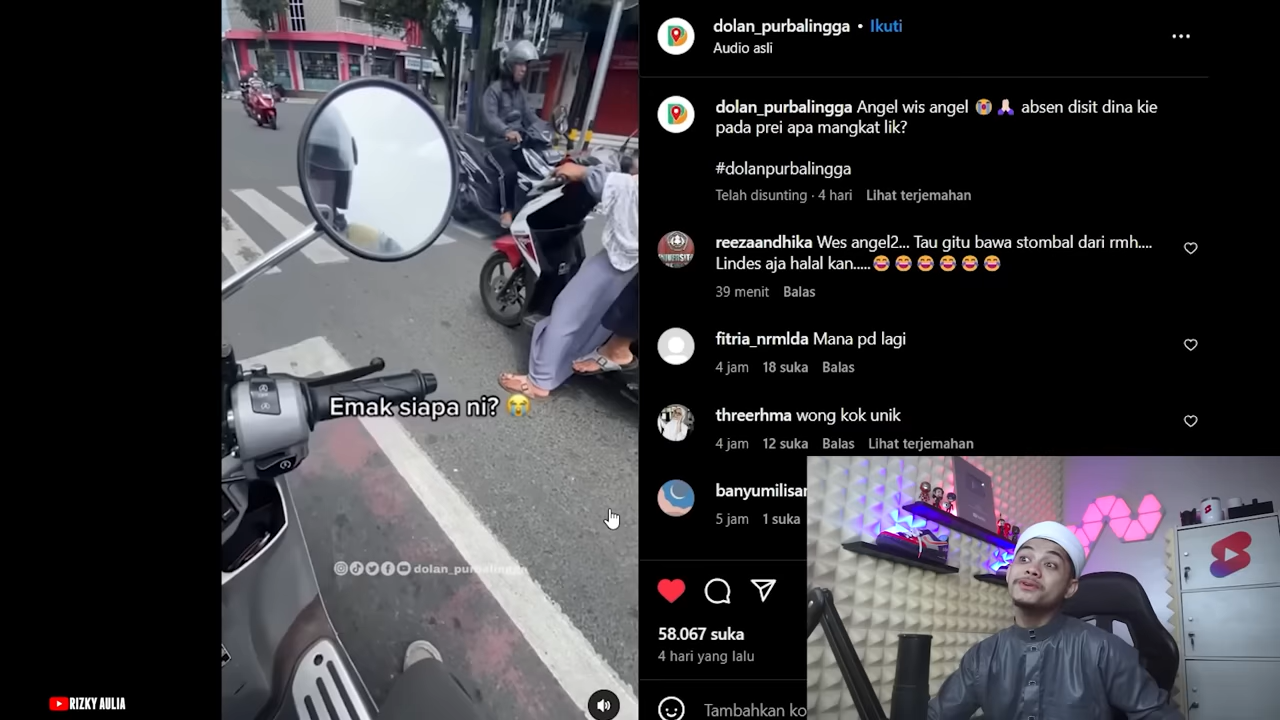 dolan_purbalingga • Ikuti
Audio asli
dolan_purbalingga Angel wis angel 😭 🙏🏻 absen disit dina kie
pada prei apa mangkat lik?
#dolanpurbalingga
Telah disunting · 4 hari Lihat terjemahan
reezaandhika Wes angel2... Tau gitu bawa stombal dari rmh....
Lindes aja halal kan.....😂😂😂😂😂😂
39 menit Balas
fitria_nrmlda Mana pd lagi
4 jam 18 suka Balas
threerhma wong kok unik
4 jam 12 suka Balas Lihat terjemahan
banyumilisar
5 jam 1 suka
58.067 suka
4 hari yang lalu
Tambahkan ko
Emak siapa ni? 😭
dolan_purbalingga
RIZKY AULIA